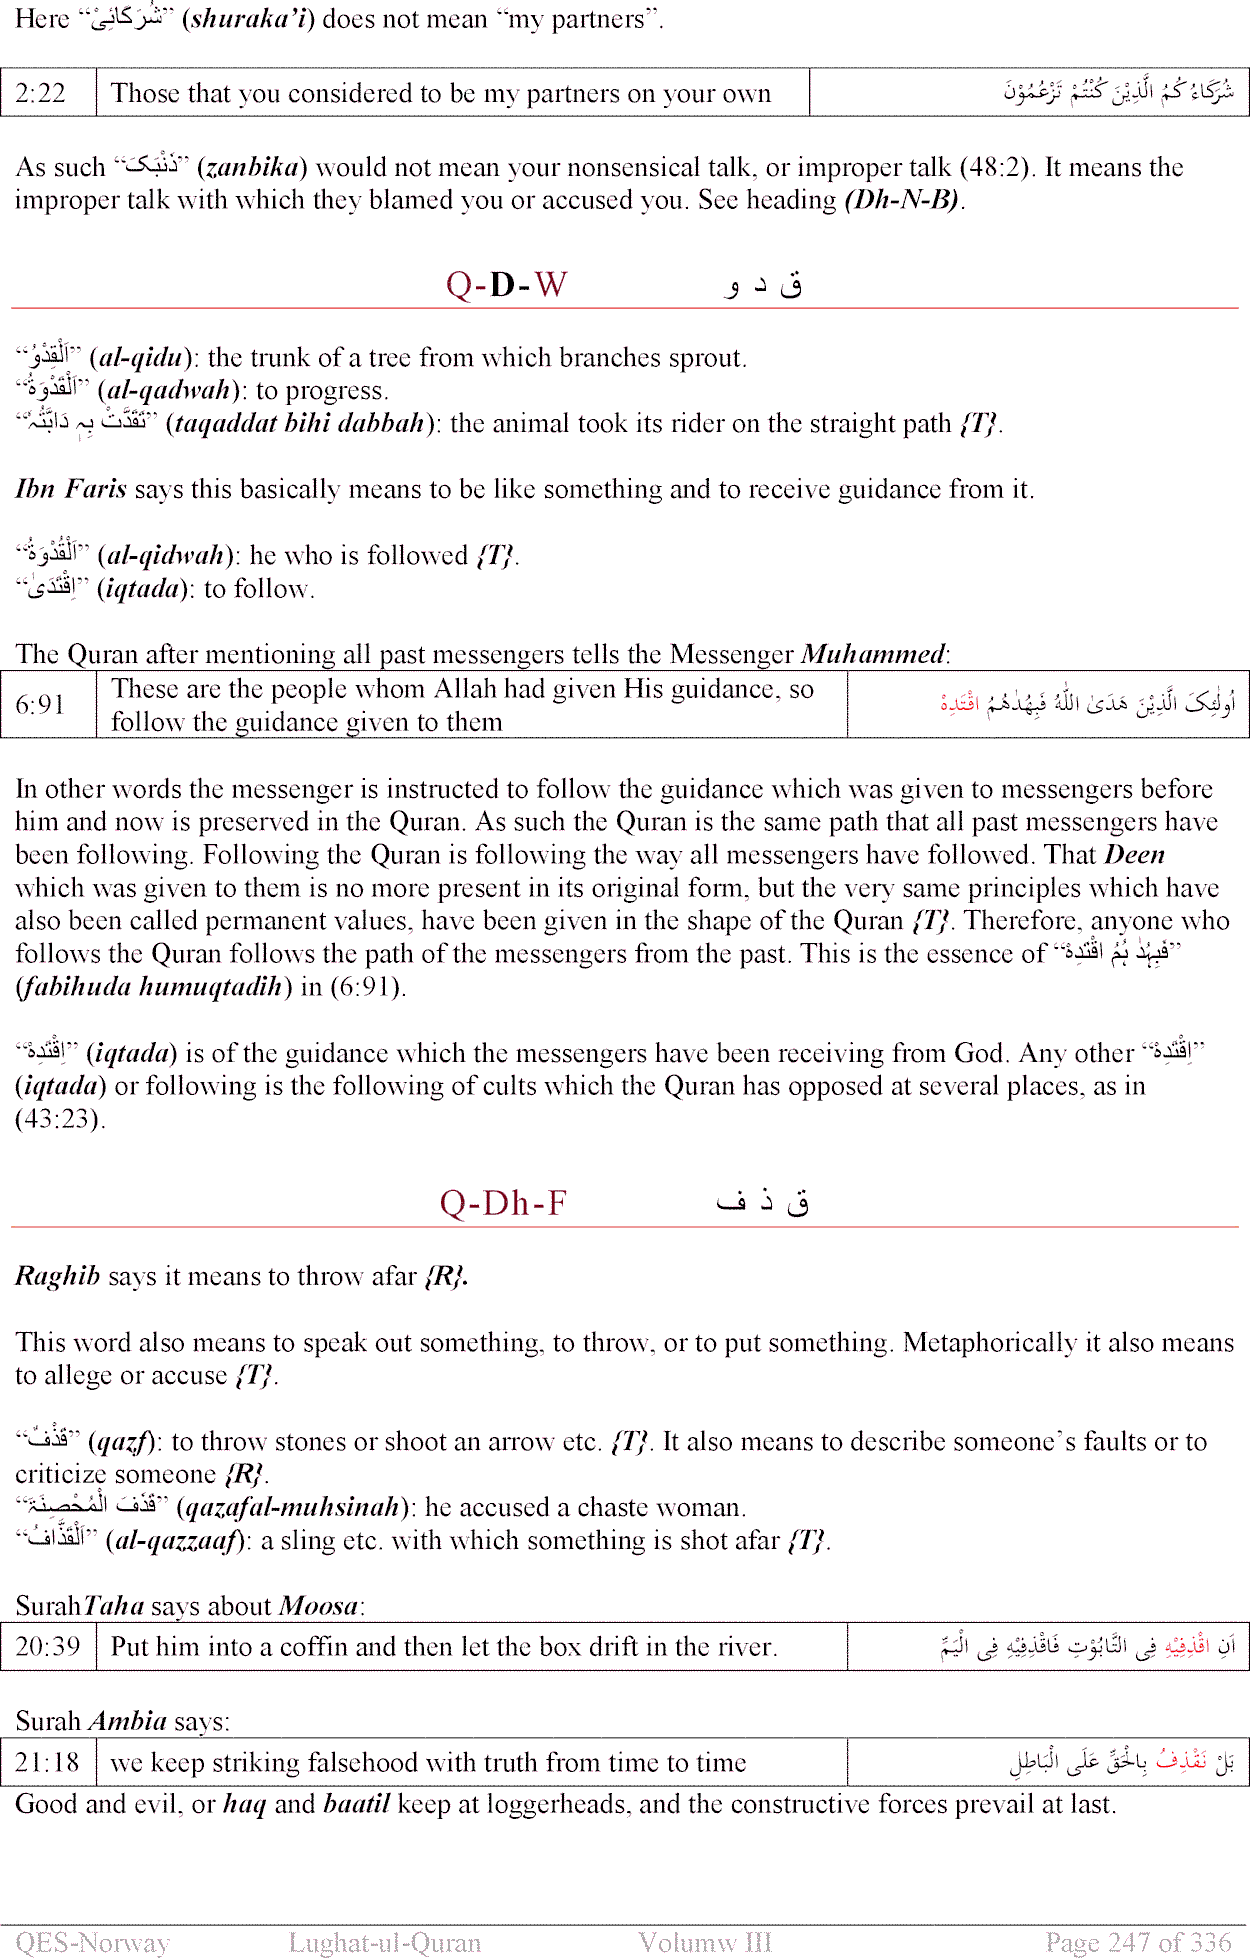 Here “شُرَكَائِىْ” (shuraka’i) does not mean “my partners”.
2:22 Those that you considered to be my partners on your own شُرَكَاءُ كُمُ الَّذِيْنَ كُنْتُمْ تَزْعُمُوْنَ
As such “ذَنْبِکَ” (zanbika) would not mean your nonsensical talk, or improper talk (48:2). It means the
improper talk with which they blamed you or accused you. See heading (Dh-N-B).
Q-D-W ق د و
“اَلْقِدْوُ” (al-qidu): the trunk of a tree from which branches sprout.
“اَلْقَدْوَةُ” (al-qadwah): to progress.
“تَقَدَّتْ بِہٖ دَابَّتُہٗ” (taqaddat bihi dabbah): the animal took its rider on the straight path {T}.
Ibn Faris says this basically means to be like something and to receive guidance from it.
“اَلْقُدْوَةُ” (al-qidwah): he who is followed {T}.
“اِقْتَدَىٰ” (iqtada): to follow.
The Quran after mentioning all past messengers tells the Messenger Muhammed:
6:91 These are the people whom Allah had given His guidance, so اُولٰئِکَ الَّذِيْنَ هَدَىٰ اللّٰهُ فَبِهُدٰهُمُ اقْتَدِهْ
follow the guidance given to them
In other words the messenger is instructed to follow the guidance which was given to messengers before
him and now is preserved in the Quran. As such the Quran is the same path that all past messengers have
been following. Following the Quran is following the way all messengers have followed. That Deen
which was given to them is no more present in its original form, but the very same principles which have
also been called permanent values, have been given in the shape of the Quran {T}. Therefore, anyone who
follows the Quran follows the path of the messengers from the past. This is the essence of “فَبِہُدٰ ہُمُ اقْتَدِهْ”
(fabihuda humuqtadih) in (6:91).
“اِقْتَدِهْ” (iqtada) is of the guidance which the messengers have been receiving from God. Any other “اِقْتَدِهْ”
(iqtada) or following is the following of cults which the Quran has opposed at several places, as in
(43:23).
Q-Dh-F ق ذ ف
Raghib says it means to throw afar {R}.
This word also means to speak out something, to throw, or to put something. Metaphorically it also means
to allege or accuse {T}.
“قَذْفٌ” (qazf): to throw stones or shoot an arrow etc. {T}. It also means to describe someone’s faults or to
criticize someone {R}.
“قَذَفَ الْمُحْصِنَۃَ” (qazafal-muhsinah): he accused a chaste woman.
“اَلْقَذَّافُ” (al-qazzaaf): a sling etc. with which something is shot afar {T}.
Surah Taha says about Moosa:
20:39 Put him into a coffin and then let the box drift in the river. اَنِ اقْذِفِيْهِ فِى التَّابُوْتِ فَاقْذِفِيْهِ فِى الْيَمِّ
Surah Ambia says:
21:18 we keep striking falsehood with truth from time to time بَلْ نَقْذِفُ بِالْحَقِّ عَلَى الْبَاطِلِ
Good and evil, or haq and baatil keep at loggerheads, and the constructive forces prevail at last.
QES-Norway Lughat-ul-Quran Volumw III Page 247 of 336